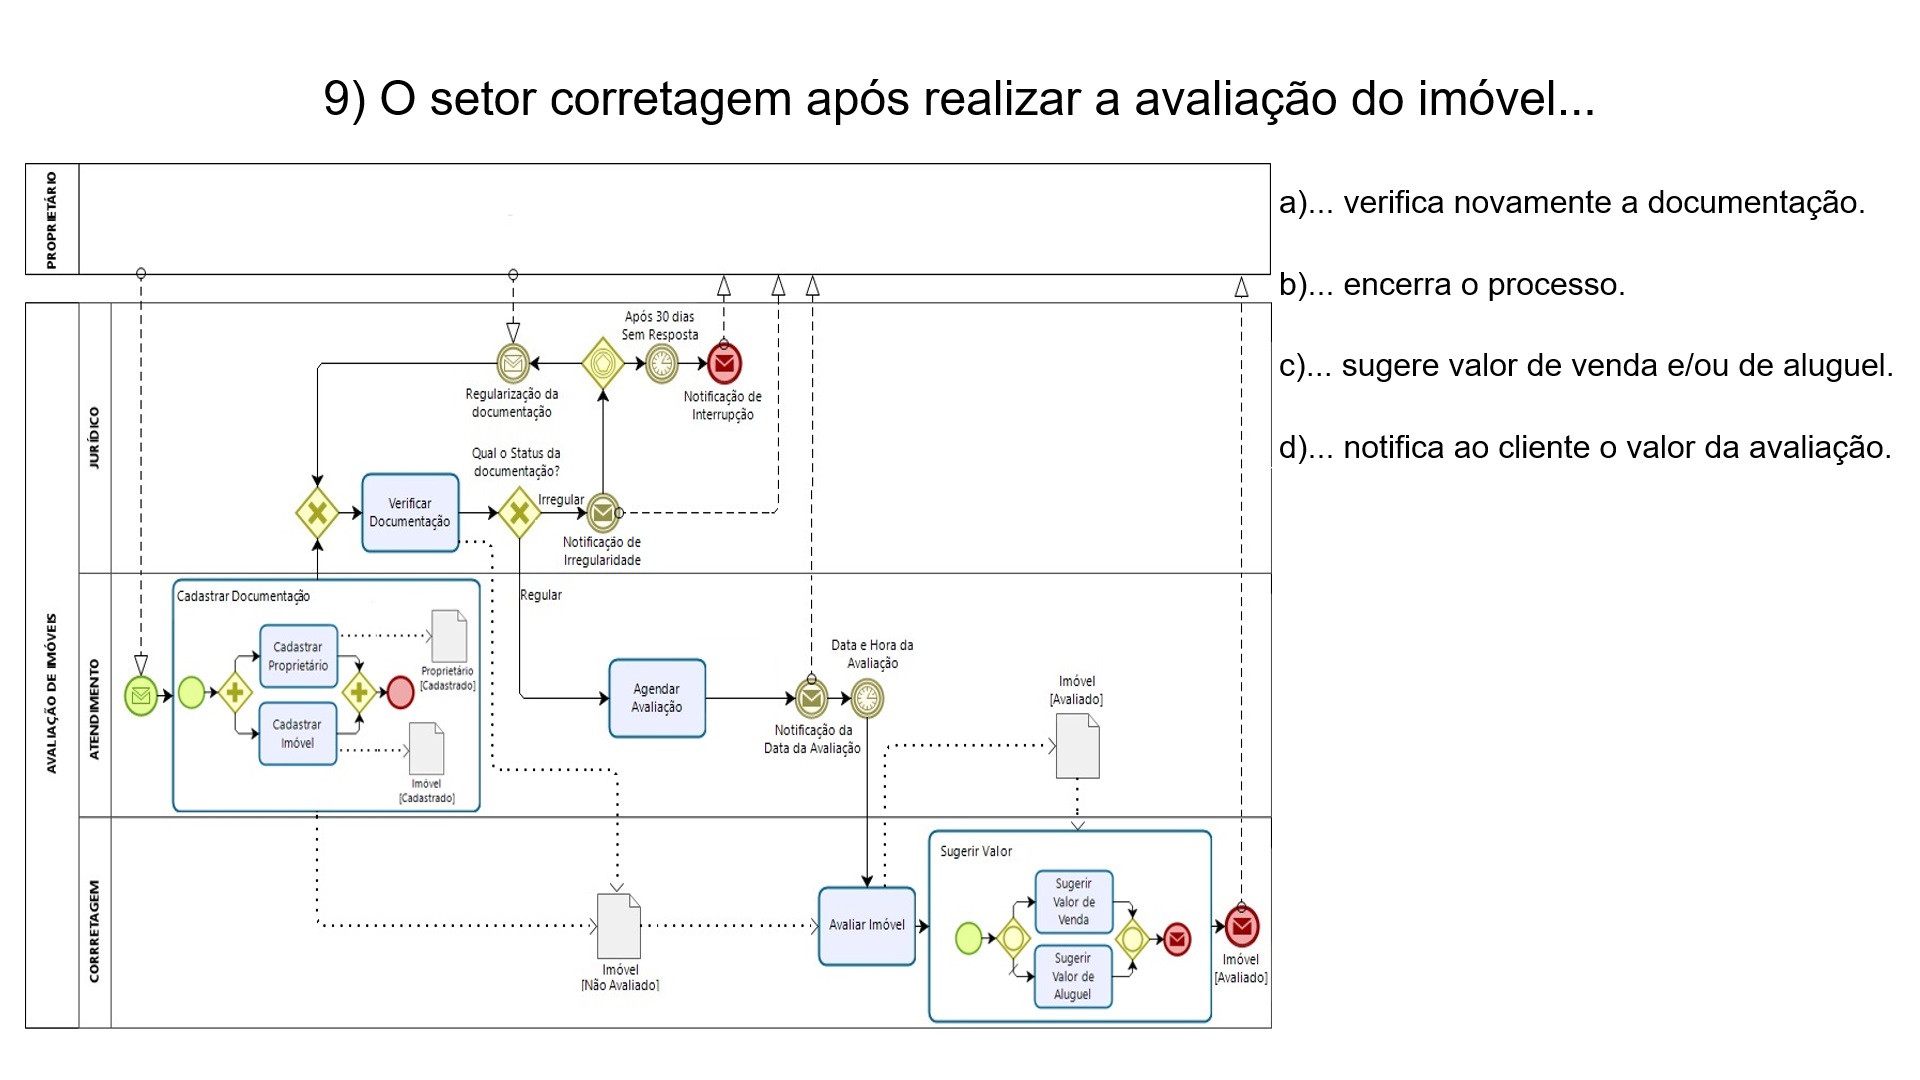 9) O setor corretagem após realizar a avaliação do imóvel...
a)... verifica novamente a documentação.
b)... encerra o processo.
c)... sugere valor de venda e/ou de aluguel.
d)... notifica ao cliente o valor da avaliação.
PROPRIETÁRIO
AVALIAÇÃO DE IMÓVEIS
JURÍDICO
Após 30 dias
Sem Resposta
Regularização da
documentação
Notificação de
Interrupção
Qual o Status da
documentação?
Verificar
Documentação
Irregular
Notificação de
Irregularidade
Regular
ATENDIMENTO
Cadastrar Documentação
Cadastrar
Proprietário
Proprietário
[Cadastrado]
Cadastrar
Imóvel
Imóvel
[Cadastrado]
Agendar
Avaliação
Data e Hora da
Avaliação
Notificação da
Data da Avaliação
Imóvel
[Avaliado]
CORRETAGEM
Imóvel
[Não Avaliado]
Avaliar Imóvel
Sugerir Valor
Sugerir
Valor de
Venda
Sugerir
Valor de
Aluguel
Imóvel
[Avaliado]